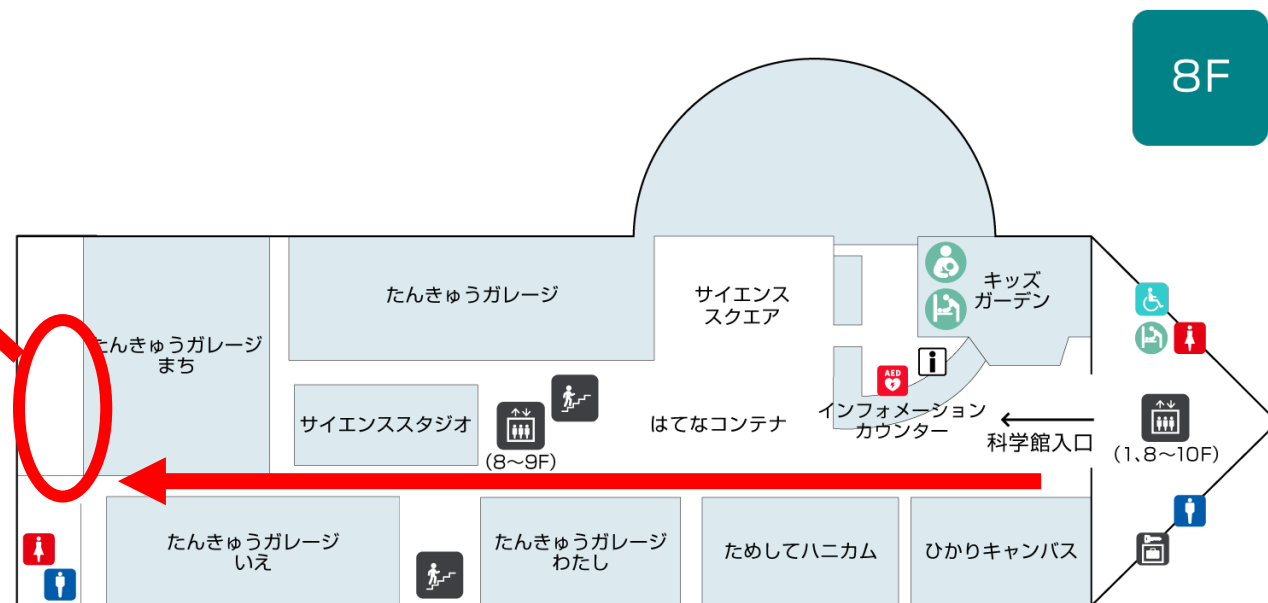 8F
たんきゅうガレージ
サイエンス
スクエア
キッズ
ガーデン
たんきゅうガレージ
まち
AED
i
サイエンススタジオ
はてなコンテナ
インフォメーション
カウンター
科学館入口
(8〜9F)
(1、8〜10F)
たんきゅうガレージ
いえ
たんきゅうガレージ
わたし
ためしてハニカム
ひかりキャンバス